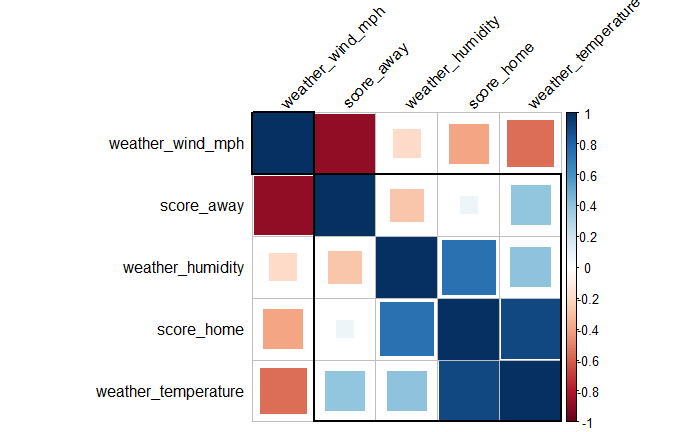 weather_wind_mph
score_away
weather_humidity
score_home
weather_temperature
weather_wind_mph
score_away
weather_humidity
score_home
weather_temperature
1
0.8
0.6
0.4
0.2
0
-0.2
-0.4
-0.6
-0.8
-1